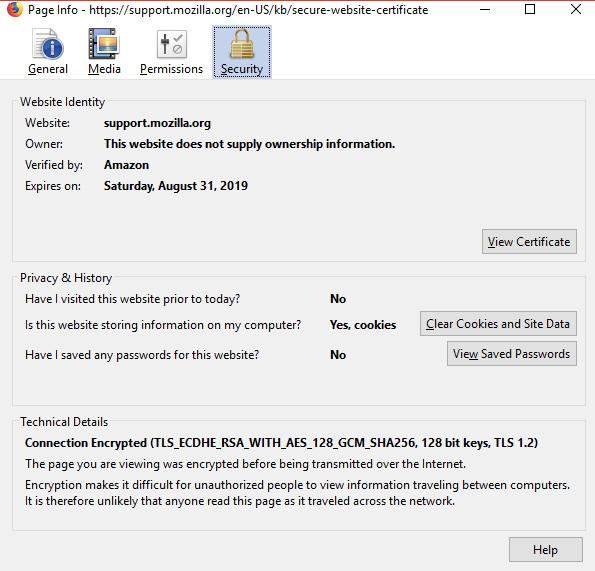 Page Info - https://support.mozilla.org/en-US/kb/secure-website-certificate
General Media Permissions Security
Website Identity
Website: support.mozilla.org
Owner: This website does not supply ownership information.
Verified by: Amazon
Expires on: Saturday, August 31, 2019
View Certificate
Privacy & History
Have I visited this website prior to today? No
Is this website storing information on my computer? Yes, cookies Clear Cookies and Site Data
Have I saved any passwords for this website? No View Saved Passwords
Technical Details
Connection Encrypted (TLS_ECDHE_RSA_WITH_AES_128_GCM_SHA256, 128 bit keys, TLS 1.2)
The page you are viewing was encrypted before being transmitted over the Internet.
Encryption makes it difficult for unauthorized people to view information traveling between computers.
It is therefore unlikely that anyone read this page as it traveled across the network.
Help